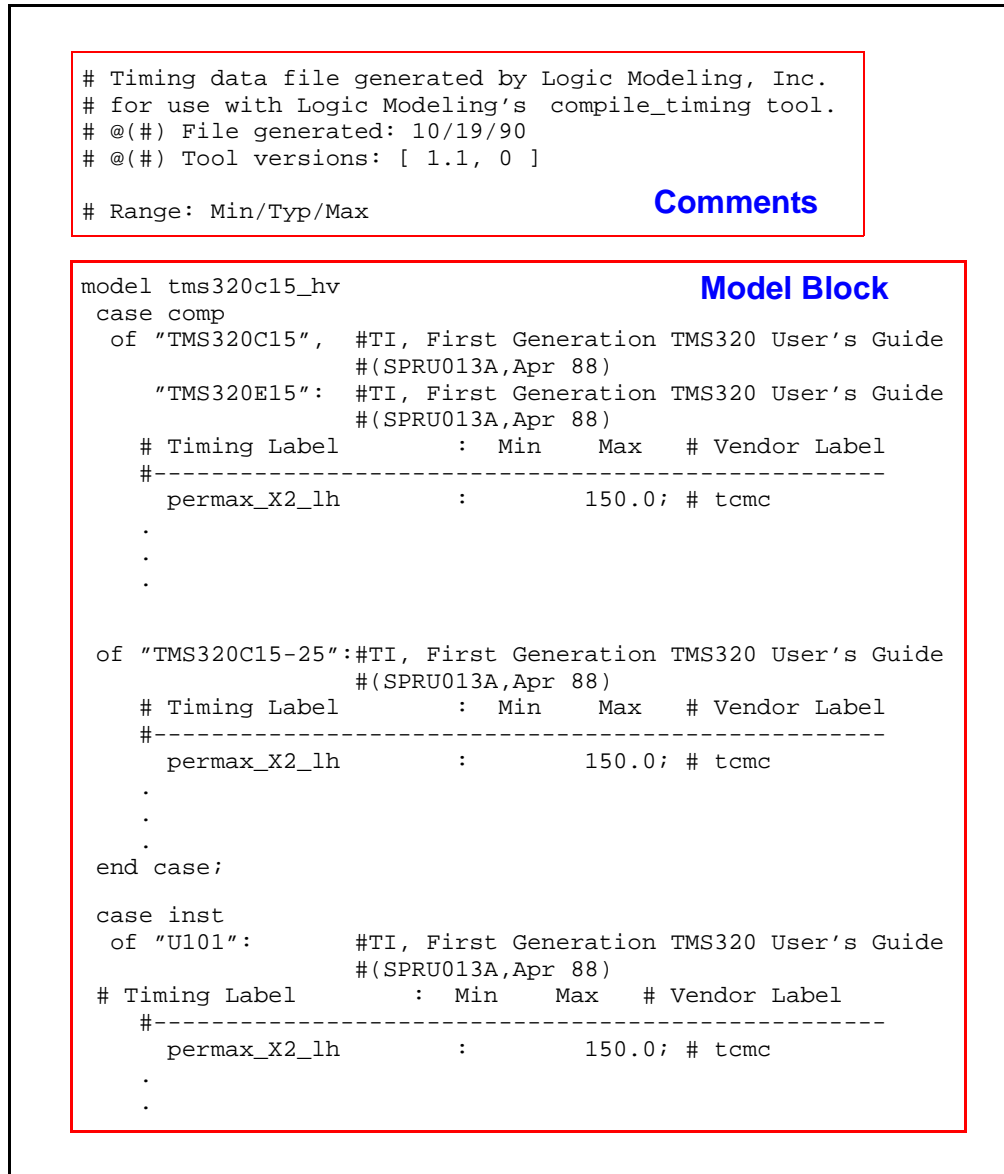 # Timing data file generated by Logic Modeling, Inc.
# for use with Logic Modeling's compile_timing tool.
# @(#) File generated: 10/19/90
# @(#) Tool versions: [ 1.1, 0 ]
# Range: Min/Typ/Max
Comments
model tms320c15_hv
Model Block
case comp
of "TMS320C15", #TI, First Generation TMS320 User's Guide
#(SPRU013A,Apr 88)
"TMS320E15": #TI, First Generation TMS320 User's Guide
#(SPRU013A,Apr 88)
# Timing Label : Min Max # Vendor Label
#---------------------------------------------------
permax_X2_lh : 150.0; # tcmc
.
.
.
of "TMS320C15-25":#TI, First Generation TMS320 User's Guide
#(SPRU013A,Apr 88)
# Timing Label : Min Max # Vendor Label
#---------------------------------------------------
permax_X2_lh : 150.0; # tcmc
.
.
.
end case;
case inst
of "U101": #TI, First Generation TMS320 User's Guide
#(SPRU013A,Apr 88)
# Timing Label : Min Max # Vendor Label
#---------------------------------------------------
permax_X2_lh : 150.0; # tcmc
.
.